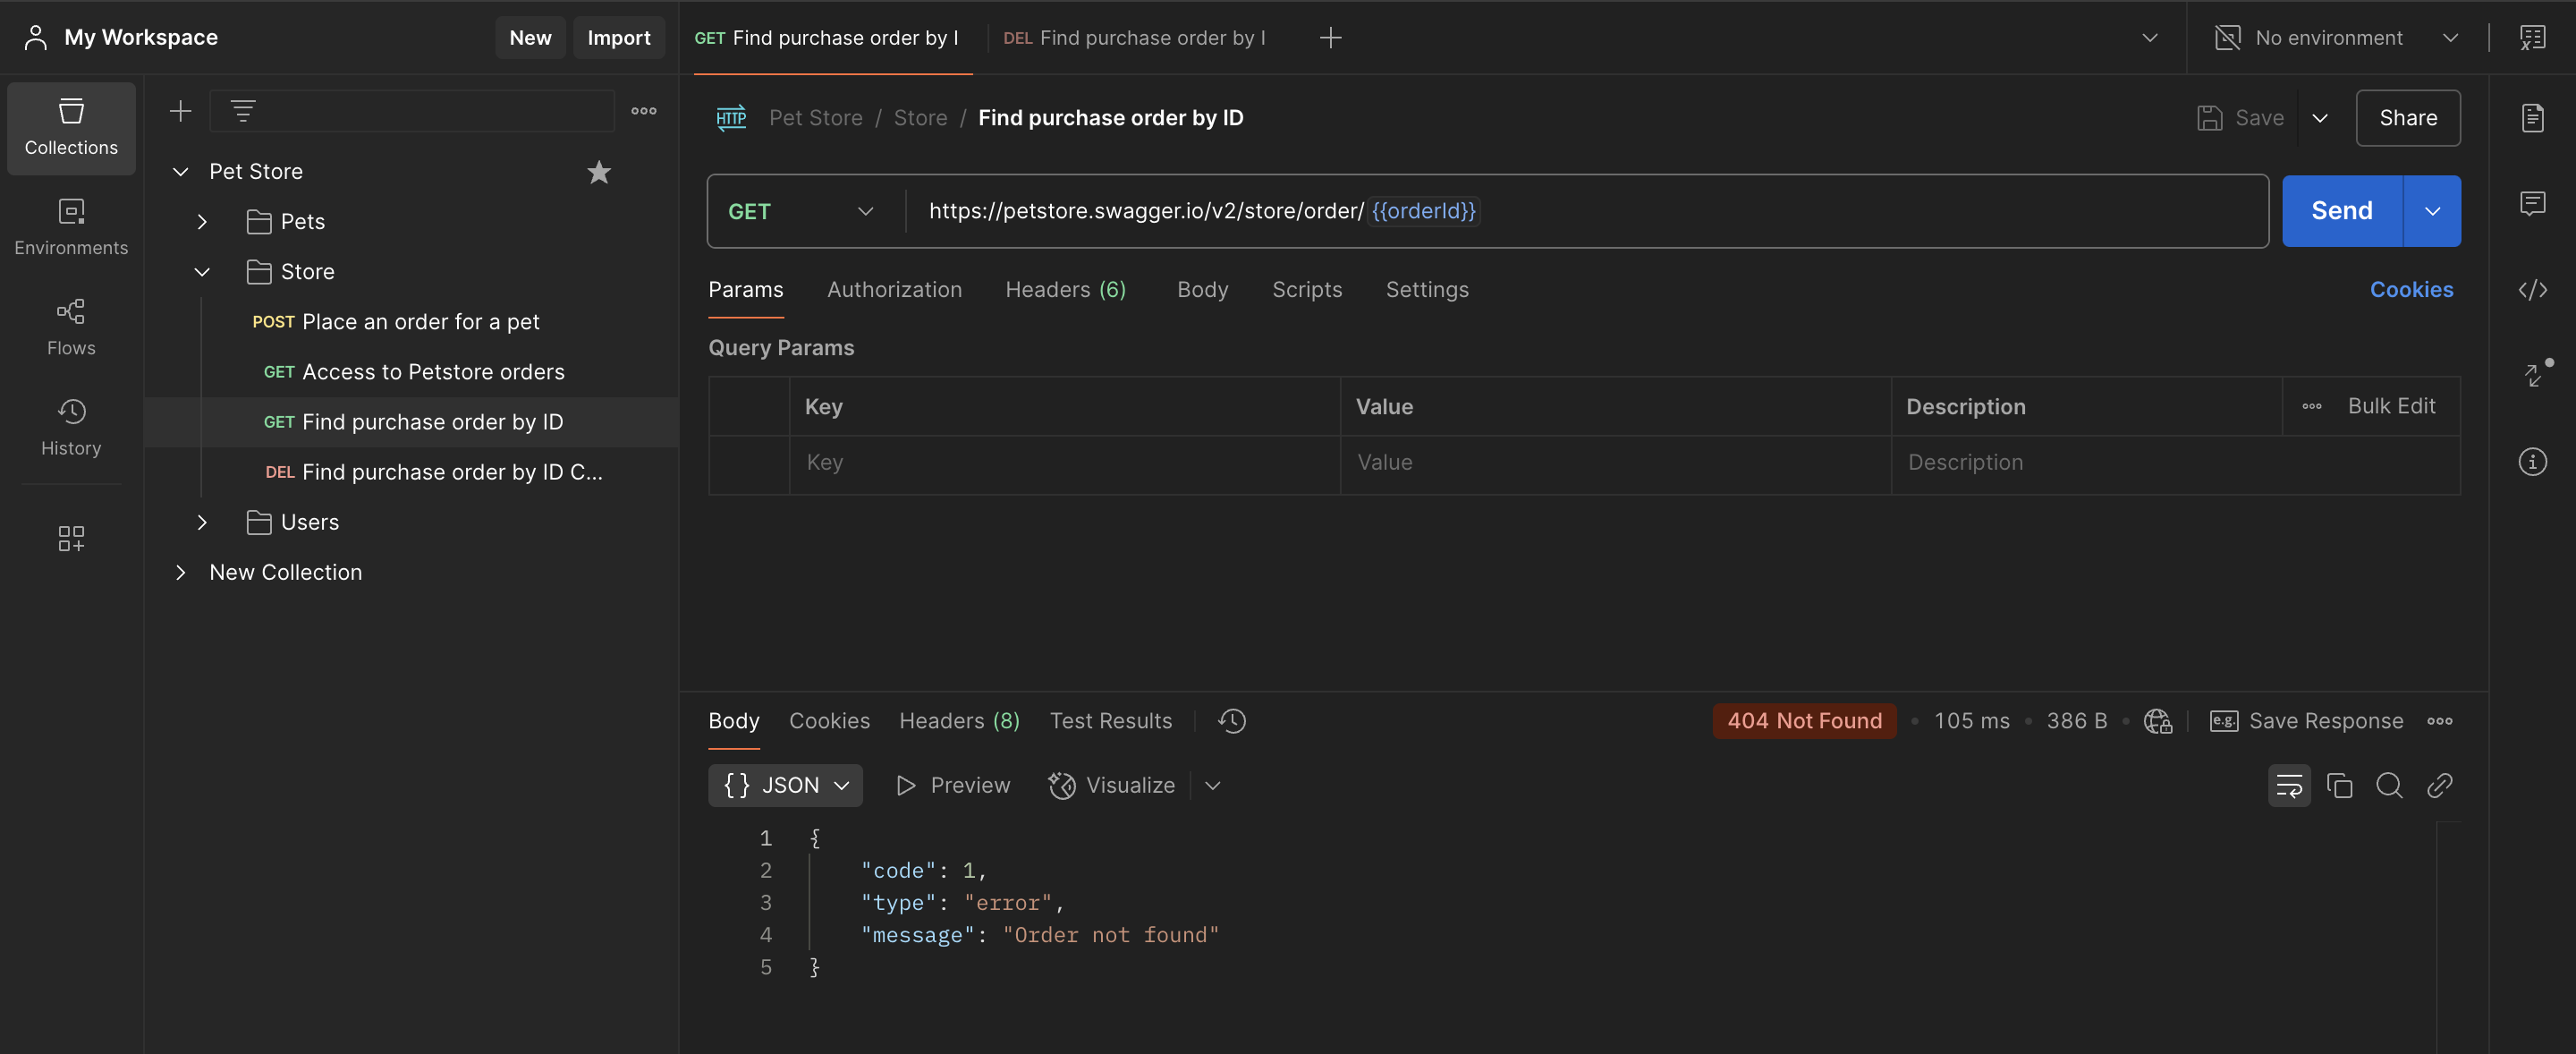 My Workspace
New
Import
GET Find purchase order by I
DEL Find purchase order by I
No environment
Collections
Environments
Flows
History
Pet Store
Pets
Store
POST Place an order for a pet
GET Access to Petstore orders
GET Find purchase order by ID
DEL Find purchase order by ID C...
Users
New Collection
HTTP Pet Store / Store / Find purchase order by ID
Save
Share
GET
https://petstore.swagger.io/v2/store/order/{{orderId}}
Send
Params Authorization Headers (6) Body Scripts Settings
Cookies
Query Params
Key Value Description Bulk Edit
Key Value Description
Body Cookies Headers (8) Test Results
404 Not Found • 105 ms • 386 B •
e.g. Save Response
{} JSON Preview Visualize
1 {
2 "code": 1,
3 "type": "error",
4 "message": "Order not found"
5 }